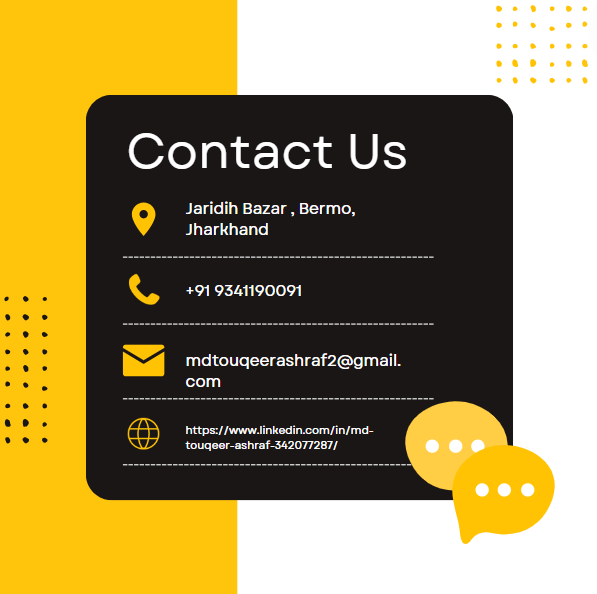 Contact Us
Jaridih Bazar , Bermo,
Jharkhand
+91 9341190091
mdtouqeerashraf2@gmail.
com
https://www.linkedin.com/in/md-
touqeer-ashraf-342077287/